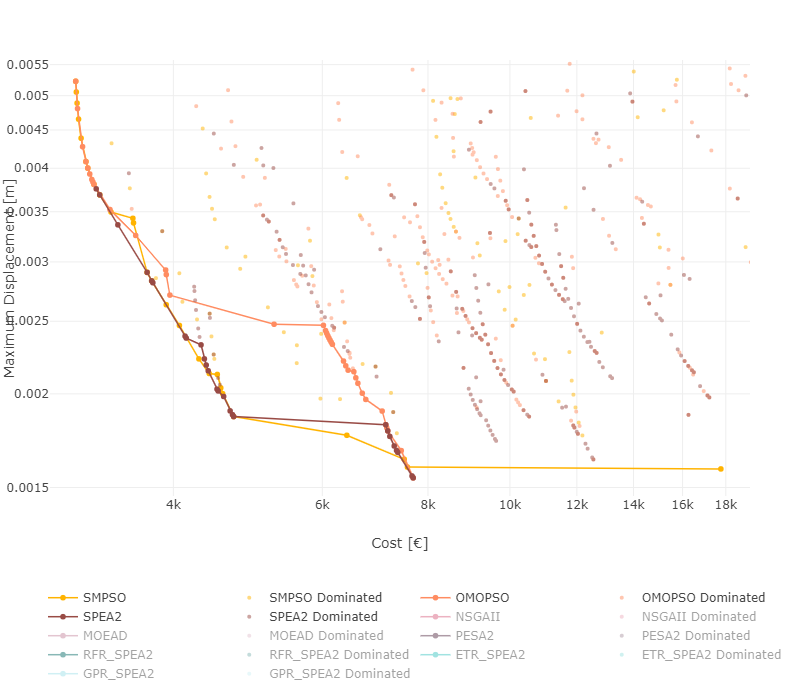 0.0055
0.005
0.0045
0.004
0.0035
0.003
0.0025
0.002
0.0015
Maximum Displacement [m]
4k 6k 8k 10k 12k 14k 16k 18k
Cost [€]
SMPSO SMPSO Dominated OMOPSO OMOPSO Dominated
SPEA2 SPEA2 Dominated NSGAII NSGAII Dominated
MOEAD MOEAD Dominated PESA2 PESA2 Dominated
RFR_SPEA2 RFR_SPEA2 Dominated ETR_SPEA2 ETR_SPEA2 Dominated
GPR_SPEA2 GPR_SPEA2 Dominated